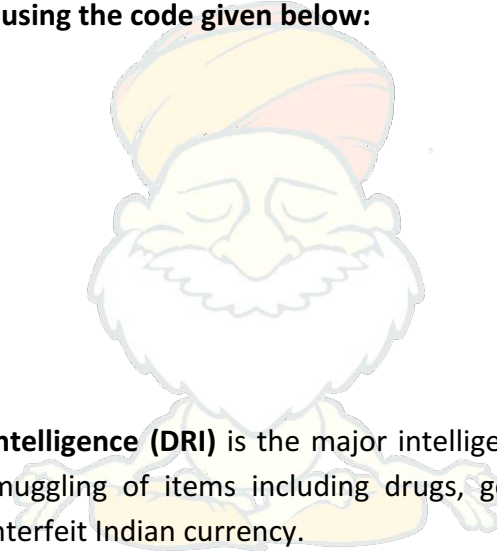 using the code given below:
ntelligence (DRI) is the major intellige
muggling of items including drugs, g
nterfeit Indian currency.